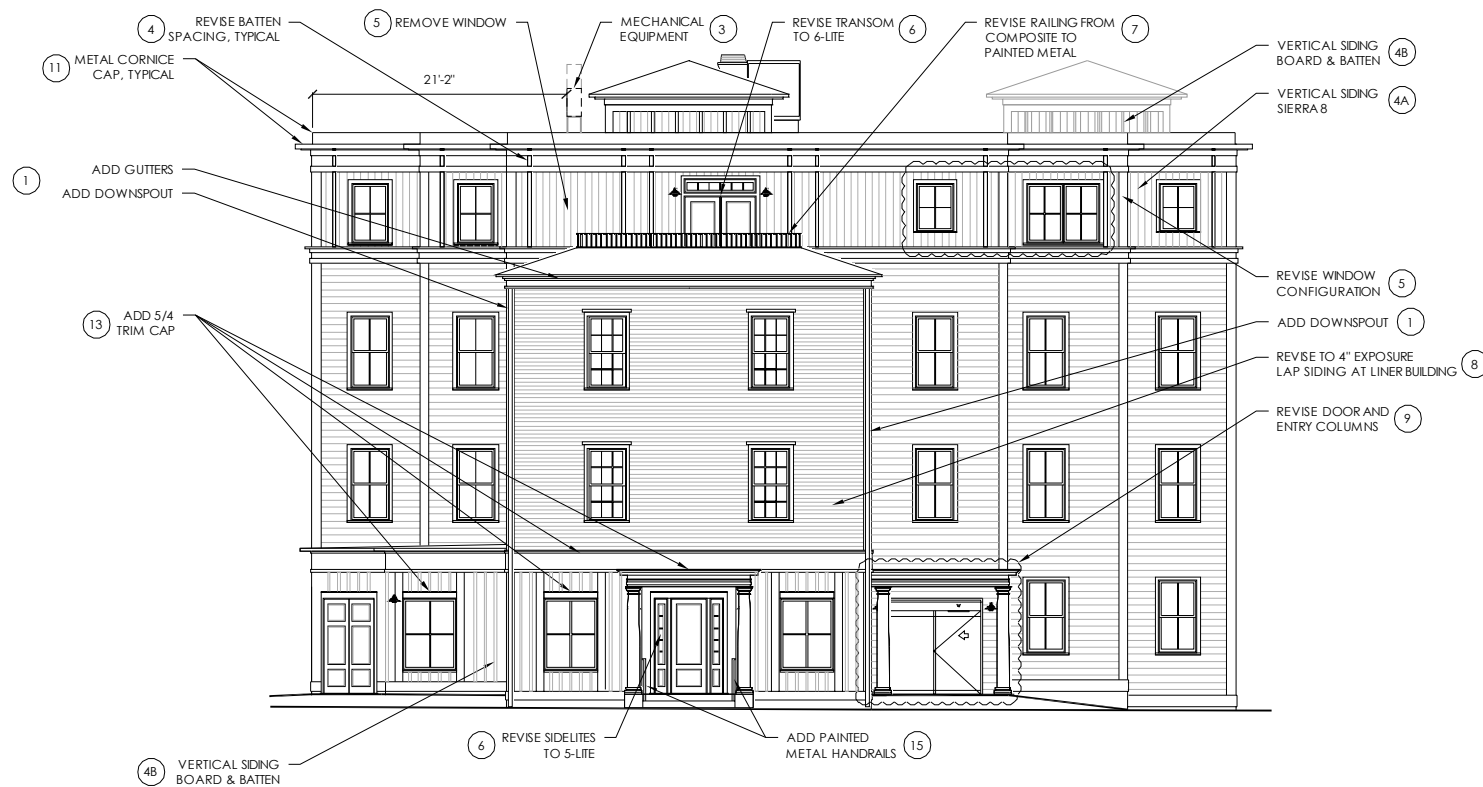 4
REVISE BATTEN
SPACING, TYPICAL
5
REMOVE WINDOW
MECHANICAL
EQUIPMENT
3
REVISE TRANSOM
TO 6-LITE
6
REVISE RAILING FROM
COMPOSITE TO
PAINTED METAL
7
11
METAL CORNICE
CAP, TYPICAL
21'-2"
VERTICAL SIDING
BOARD & BATTEN
4B
VERTICAL SIDING
SIERRA 8
4A
1
ADD GUTTERS
ADD DOWNSPOUT
REVISE WINDOW
CONFIGURATION
5
13
ADD 5/4
TRIM CAP
ADD DOWNSPOUT
1
REVISE TO 4" EXPOSURE
LAP SIDING AT LINER BUILDING
8
REVISE DOOR AND
ENTRY COLUMNS
9
6
REVISE SIDELITES
TO 5-LITE
ADD PAINTED
METAL HANDRAILS
15
4B
VERTICAL SIDING
BOARD & BATTEN